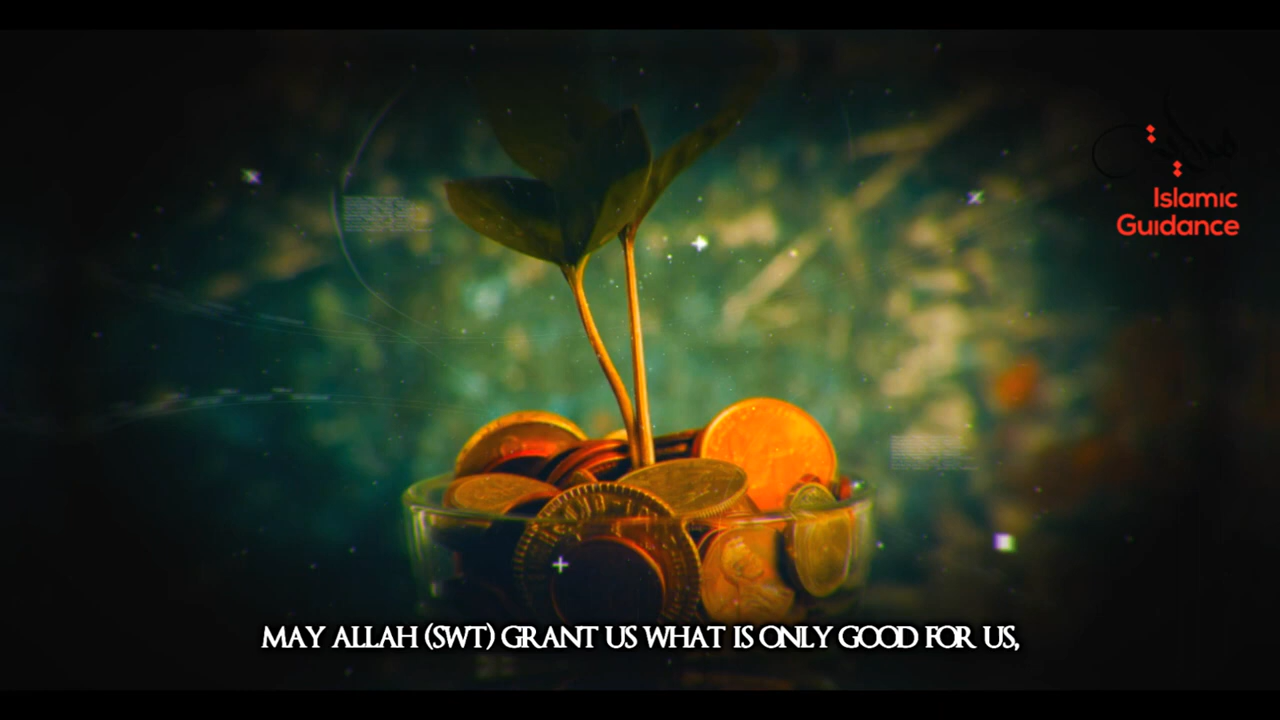 Islamic
Guidance
MAY ALLAH (SWT) GRANT US WHAT IS ONLY GOOD FOR US,